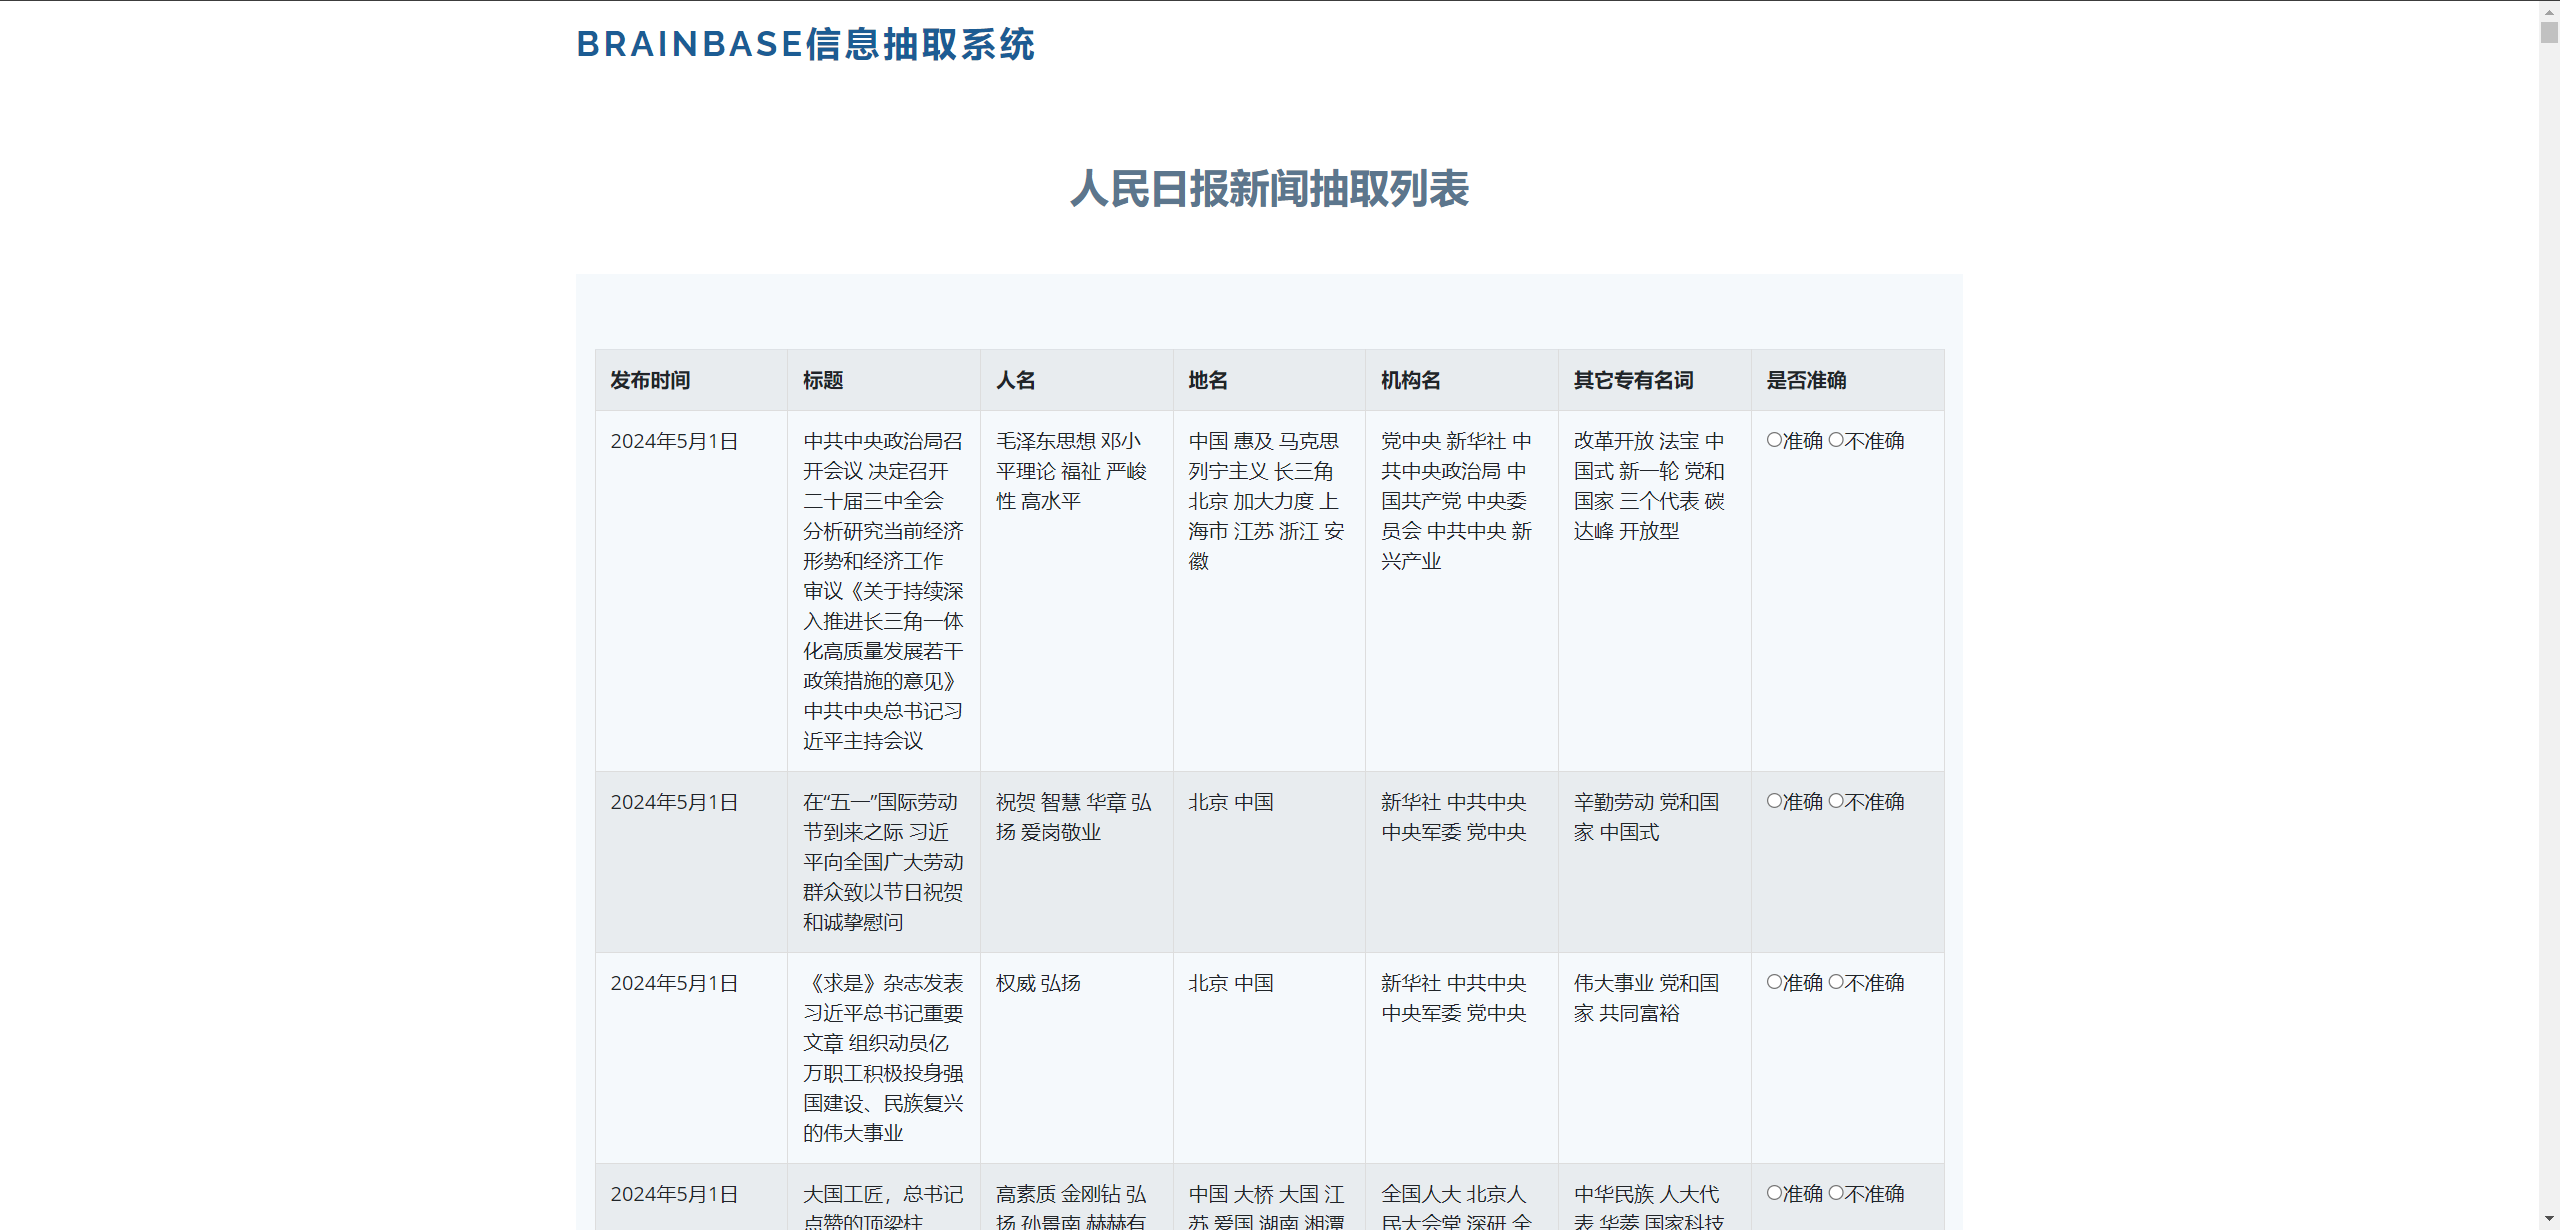 BRAINBASE信息抽取系统
人民日报新闻抽取列表
发布时间 标题 人名 地名 机构名 其它专有名词 是否准确
2024年5月1日
中共中央政治局召
开会议 决定召开
二十届三中全会
分析研究当前经济
形势和经济工作
审议《关于持续深
入推进长三角一体
化高质量发展若干
政策措施的意见》
中共中央总书记习
近平主持会议
毛泽东思想 邓小
平理论 福祉 严峻
性 高水平
中国 惠及 马克思
列宁主义 长三角
北京 加大力度 上
海市 江苏 浙江 安
徽
党中央 新华社 中
共中央政治局 中
国共产党 中央委
员会 中共中央 新
兴产业
改革开放 法宝 中
国式 新一轮 党和
国家 三个代表 碳
达峰 开放型
准确 不准确
2024年5月1日
在“五一”国际劳动
节到来之际 习近
平向全国广大劳动
群众致以节日祝贺
和诚挚慰问
祝贺 智慧 华章 弘
扬 爱岗敬业
北京 中国
新华社 中共中央
中央军委 党中央
辛勤劳动 党和国
家 中国式
准确 不准确
2024年5月1日
《求是》杂志发表
习近平总书记重要
文章 组织动员亿
万职工积极投身强
国建设、民族复兴
的伟大事业
权威 弘扬
北京 中国
新华社 中共中央
中央军委 党中央
伟大事业 党和国
家 共同富裕
准确 不准确
2024年5月1日
大国工匠，总书记
点赞的顶梁柱
高素质 金刚钻 弘
扬 孙景南 赫赫有
中国 大桥 大国 江
苏 爱国 湖南 湘潭
全国人大 北京人
民大会堂 深研 全
中华民族 人大代
表 华菱 国家科技
准确 不准确